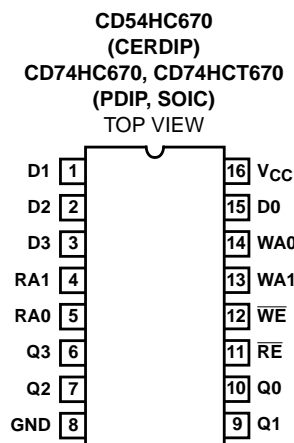 CD54HC670
(CERDIP)
CD74HC670, CD74HCT670
(PDIP, SOIC)
TOP VIEW
D1 1 16 VCC
D2 2 15 D0
D3 3 14 WA0
RA1 4 13 WA1
RA0 5 12 W̅E̅
Q3 6 11 R̅E̅
Q2 7 10 Q0
GND 8 9 Q1